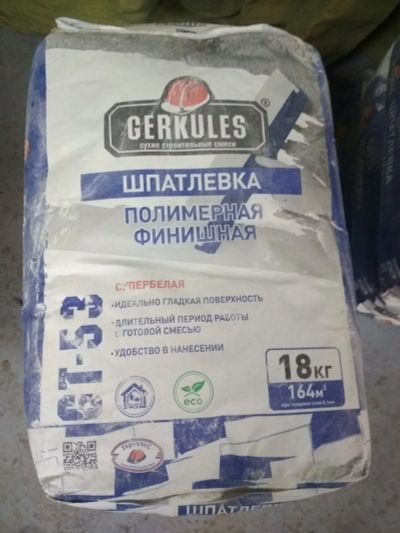 GERKULES
®
сухие строительные смеси
ШПАТЛЕВКА
ПОЛИМЕРНАЯ
ФИНИШНАЯ
СУПЕРБЕЛАЯ
•ИДЕАЛЬНО ГЛАДКАЯ ПОВЕРХНОСТЬ
•ДЛИТЕЛЬНЫЙ ПЕРИОД РАБОТЫ
С ГОТОВОЙ СМЕСЬЮ
•УДОБСТВО В НАНЕСЕНИИ
GT-53
18КГ
164М²
eco
ШПАТЛЕВКА